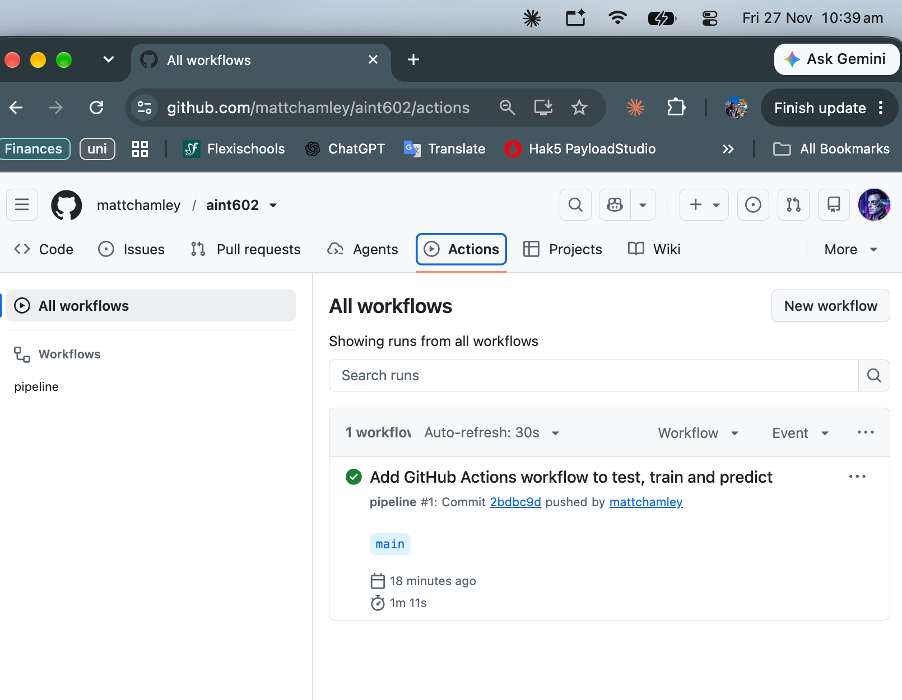 Fri 27 Nov 10:39 am
All workflows
Ask Gemini
github.com/mattchamley/aint602/actions
Finish update
Finances uni Flexischools ChatGPT Translate Hak5 PayloadStudio » All Bookmarks
mattchamley / aint602
Code Issues Pull requests Agents Actions Projects Wiki More
All workflows
Workflows
pipeline
All workflows
New workflow
Showing runs from all workflows
Search runs
1 workflow Auto-refresh: 30s Workflow Event
Add GitHub Actions workflow to test, train and predict
pipeline #1: Commit 2bdbc9d pushed by mattchamley
main
18 minutes ago
1m 11s